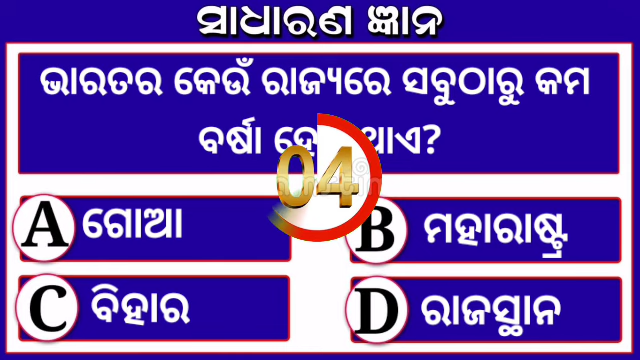 ସାଧାରଣ ଜ୍ଞାନ
ଭାରତର କେଉଁ ରାଜ୍ୟରେ ସବୁଠାରୁ କମ
ବର୍ଷା
04
A ଗୋଆ
B ମହାରାଷ୍ଟ୍ର
C ବିହାର
D ରାଜସ୍ଥାନ